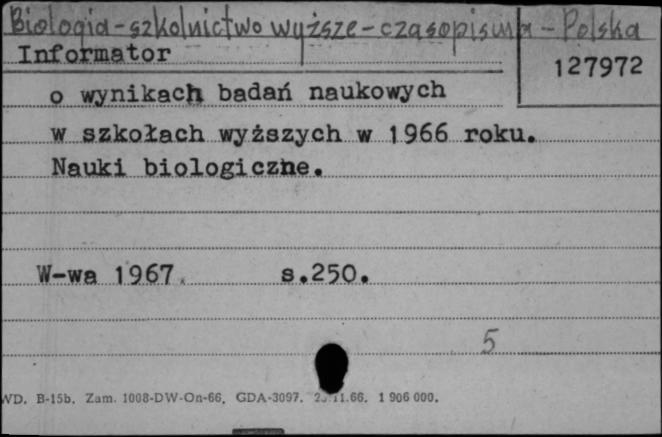 Biologia-szkolnictwo wyższe-czasopisma-Polska
Informator
127972
o wynikach badań naukowych
w szkołach wyższych w 1966 roku.
Nauki biologiczne.
W-wa 1967. s.250.
5
WD. B-15b. Zam. 1008-DW-On-66. GDA-3097. 11.66. 1 906 000.